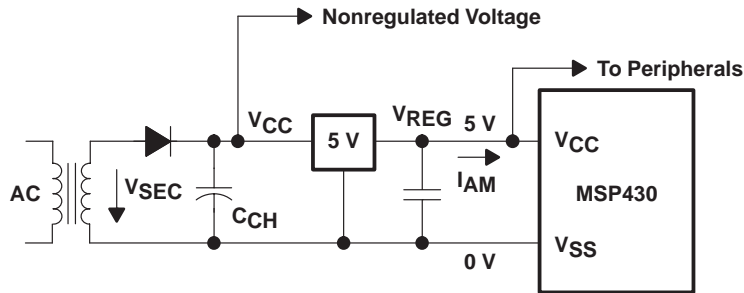 Nonregulated Voltage
To Peripherals
VCC
5 V
VREG
5 V
VCC
AC
VSEC
CCH
IAM
MSP430
VSS
0 V